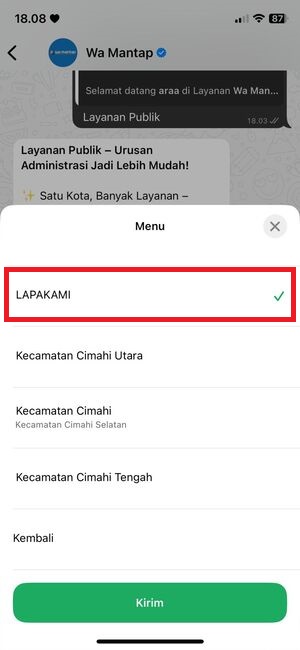 18.08
87
WA MANTAP
Wa Mantap
Selamat datang araa di Layanan Wa Man...
Layanan Publik
18.03
Layanan Publik – Urusan
Administrasi Jadi Lebih Mudah!
✨ Satu Kota, Banyak Layanan –
Menu
LAPAKAMI
Kecamatan Cimahi Utara
Kecamatan Cimahi
Kecamatan Cimahi Selatan
Kecamatan Cimahi Tengah
Kembali
Kirim